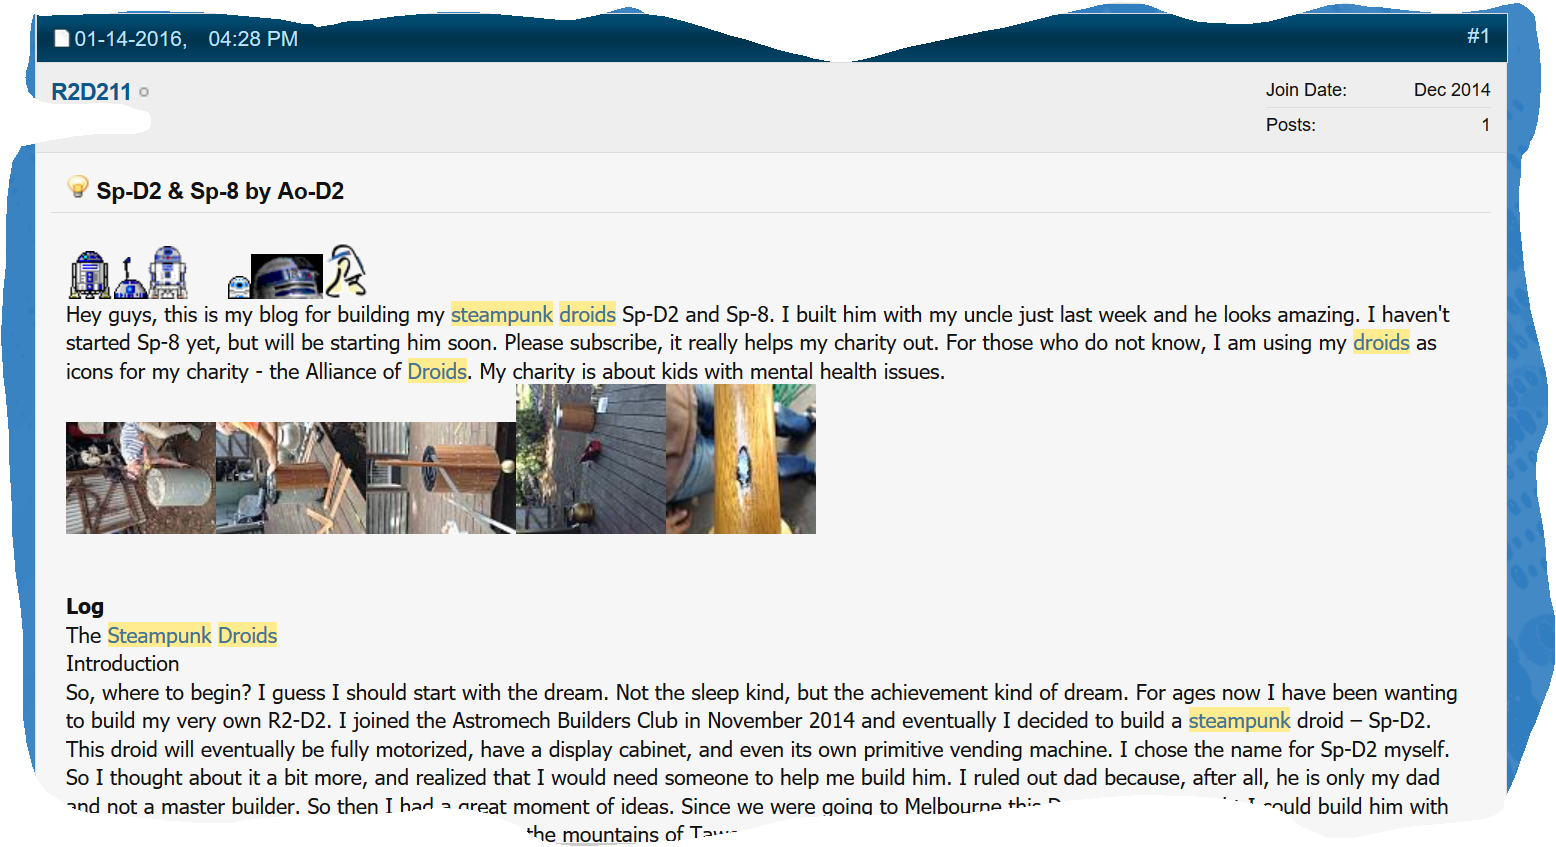 01-14-2016, 04:28 PM #1
R2D211
Join Date: Dec 2014
Posts: 1
Sp-D2 & Sp-8 by Ao-D2
Hey guys, this is my blog for building my steampunk droids Sp-D2 and Sp-8. I built him with my uncle just last week and he looks amazing. I haven't
started Sp-8 yet, but will be starting him soon. Please subscribe, it really helps my charity out. For those who do not know, I am using my droids as
icons for my charity - the Alliance of Droids. My charity is about kids with mental health issues.
Log
The Steampunk Droids
Introduction
So, where to begin? I guess I should start with the dream. Not the sleep kind, but the achievement kind of dream. For ages now I have been wanting
to build my very own R2-D2. I joined the Astromech Builders Club in November 2014 and eventually I decided to build a steampunk droid – Sp-D2.
This droid will eventually be fully motorized, have a display cabinet, and even its own primitive vending machine. I chose the name for Sp-D2 myself.
So I thought about it a bit more, and realized that I would need someone to help me build him. I ruled out dad because, after all, he is only my dad
and not a master builder. So then I had a great moment of ideas. Since we were going to Melbourne this I could build him with
the mountains of